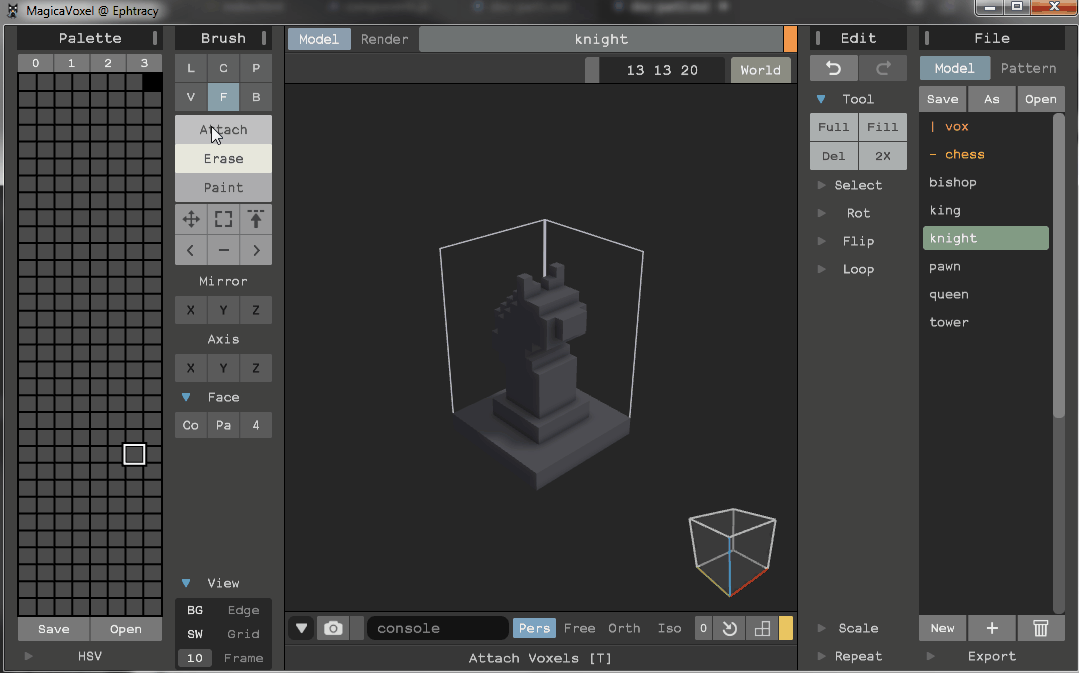 MagicaVoxel @ Ephtracy
Palette
0 1 2 3
Save Open
HSV
Brush
L C P
V F B
Attach
Erase
Paint
< - >
Mirror
X Y Z
Axis
X Y Z
Face
Co Pa 4
View
BG Edge
SW Grid
10 Frame
Model Render knight
13 13 20 World
console Pers Free Orth Iso 0
Attach Voxels [T]
Edit
Tool
Full Fill
Del 2X
Select
Rot
Flip
Loop
Scale
Repeat
File
Model Pattern
Save As Open
| vox
- chess
bishop
king
knight
pawn
queen
tower
New +
Export